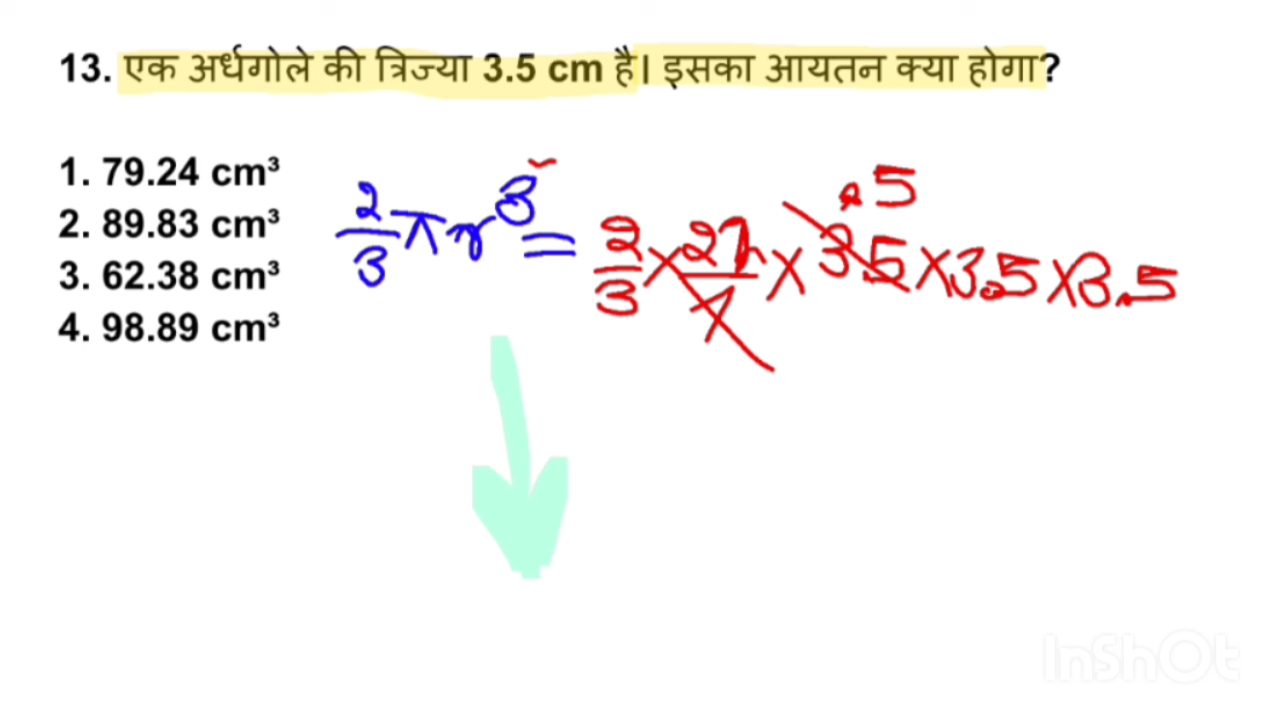 13. एक अर्धगोले की त्रिज्या 3.5 cm है। इसका आयतन क्या होगा?
1. 79.24 cm³
2. 89.83 cm³
3. 62.38 cm³
4. 98.89 cm³
2/3 πr³ = 2/3 × 22/7 × 3.5 × 3.5 × 3.5
.5
InShOt